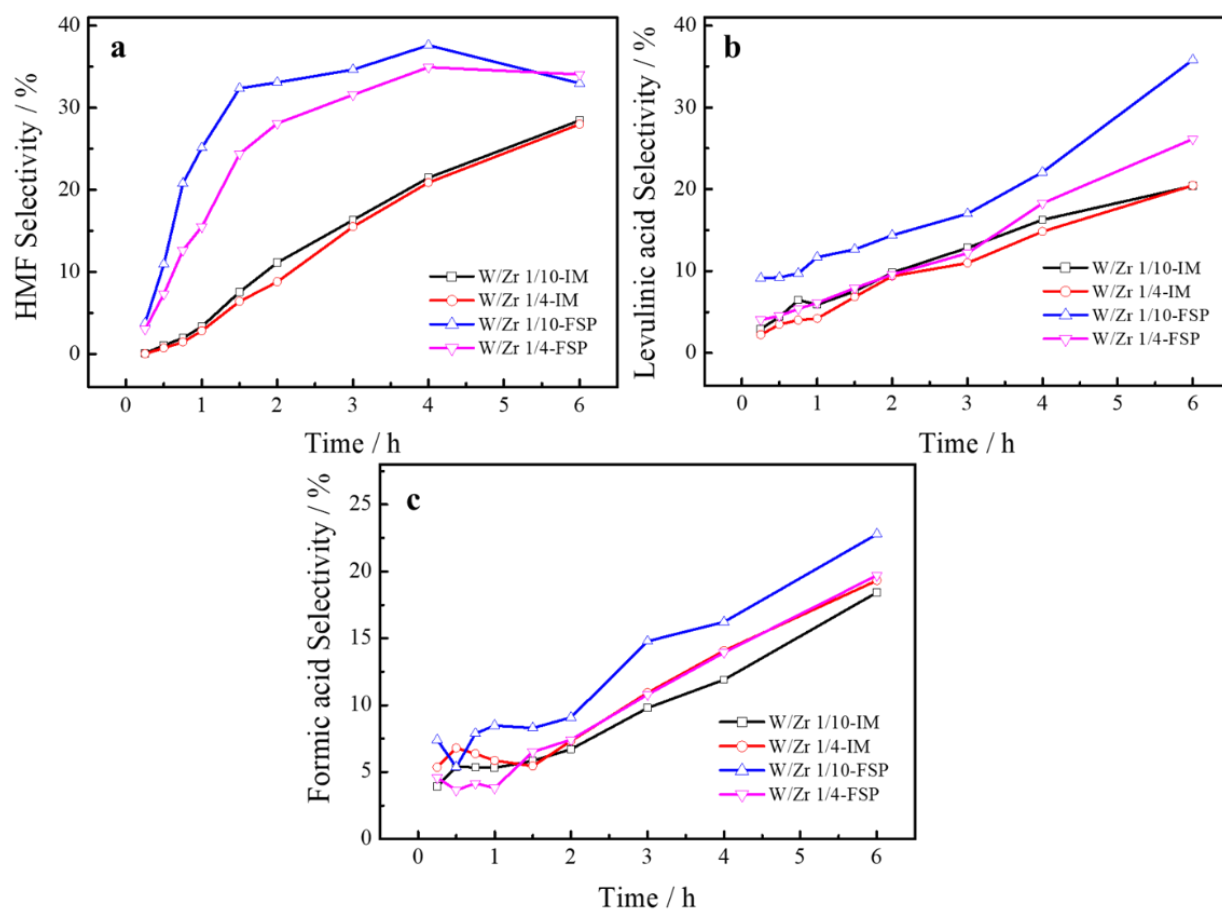 a
HMF Selectivity / %
40
30
20
10
0
W/Zr 1/10-IM
W/Zr 1/4-IM
W/Zr 1/10-FSP
W/Zr 1/4-FSP
0 1 2 3 4 6
Time / h
b
Levulinic acid Selectivity / %
40
30
20
10
0
W/Zr 1/10-IM
W/Zr 1/4-IM
W/Zr 1/10-FSP
W/Zr 1/4-FSP
0 1 2 3 4 5 6
Time / h
c
Formic acid Selectivity / %
25
20
15
10
5
0
W/Zr 1/10-IM
W/Zr 1/4-IM
W/Zr 1/10-FSP
W/Zr 1/4-FSP
0 1 2 3 4 5 6
Time / h